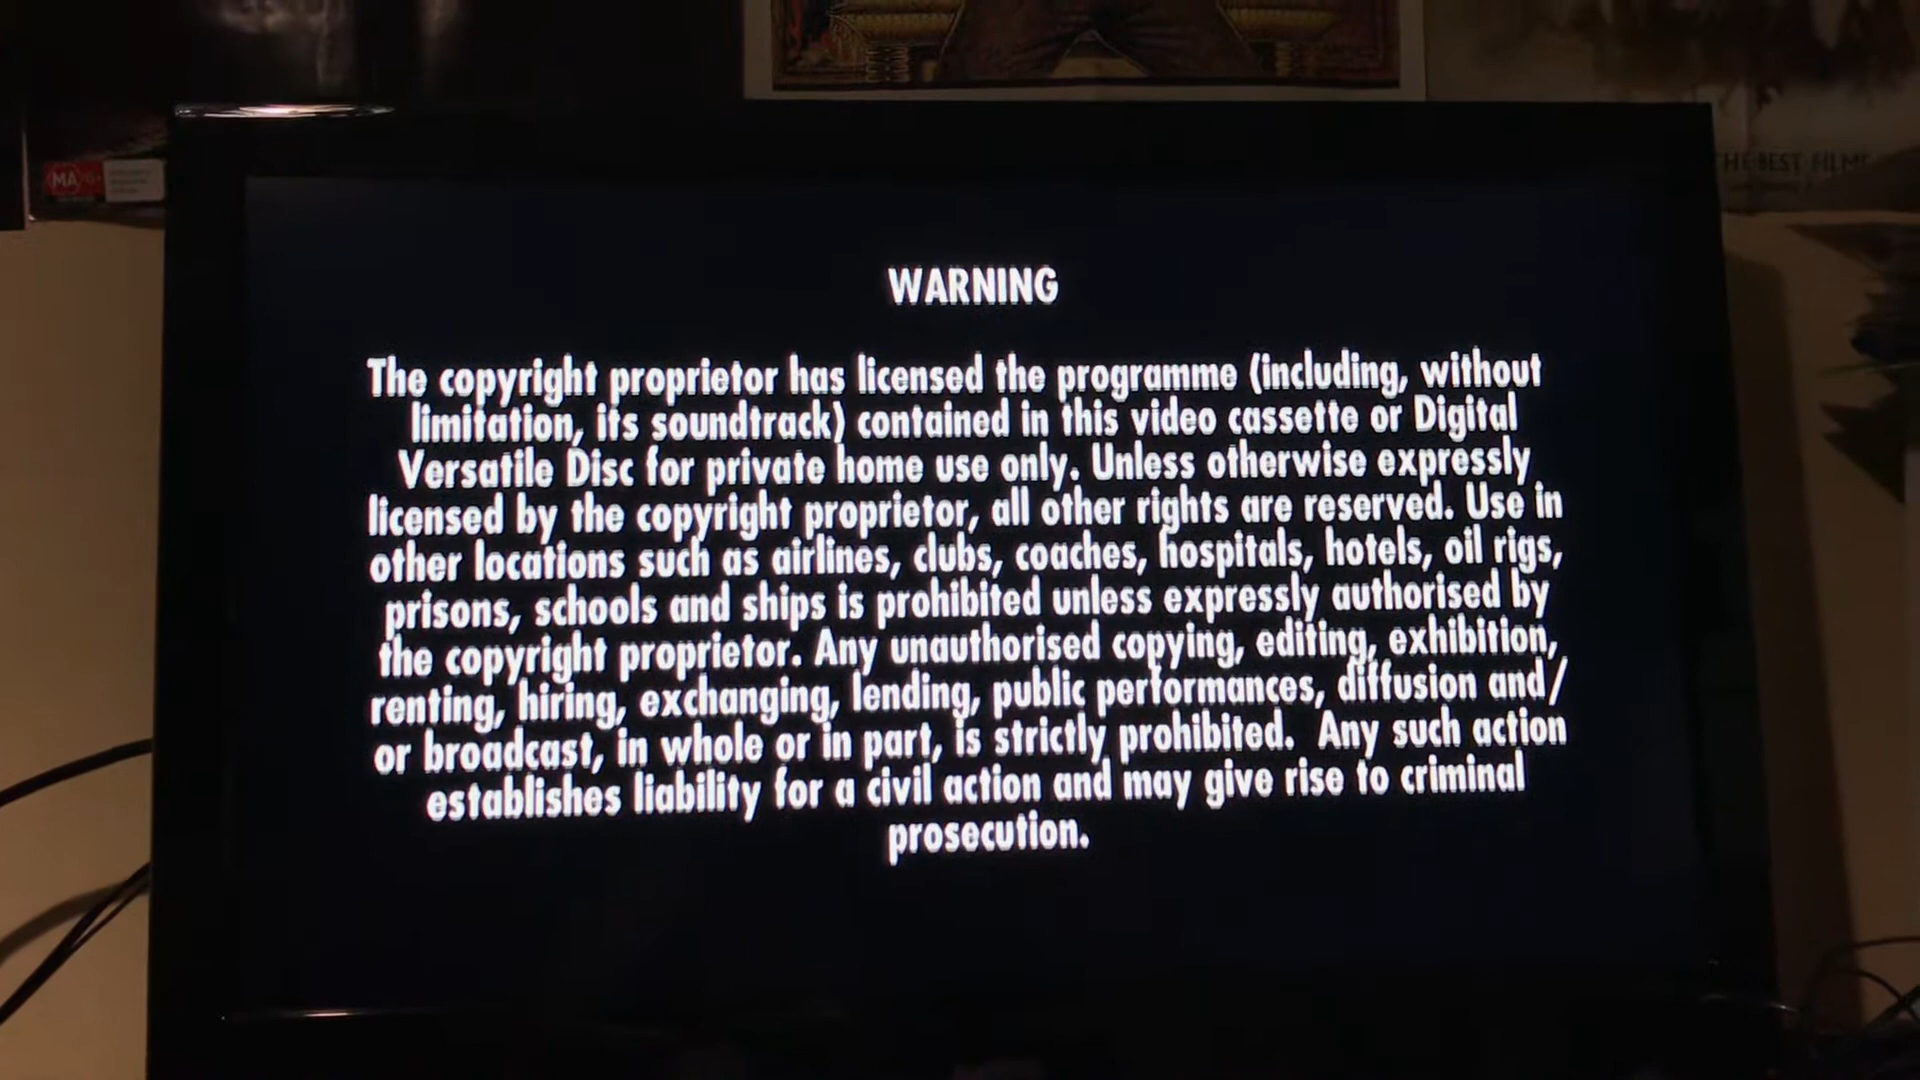 MA
THE BEST FILMS
WARNING
The copyright proprietor has licensed the programme (including, without
limitation, its soundtrack) contained in this video cassette or Digital
Versatile Disc for private home use only. Unless otherwise expressly
licensed by the copyright proprietor, all other rights are reserved. Use in
other locations such as airlines, clubs, coaches, hospitals, hotels, oil rigs,
prisons, schools and ships is prohibited unless expressly authorised by
the copyright proprietor. Any unauthorised copying, editing, exhibition,
renting, hiring, exchanging, lending, public performances, diffusion and/
or broadcast, in whole or in part, is strictly prohibited.  Any such action
establishes liability for a civil action and may give rise to criminal
prosecution.